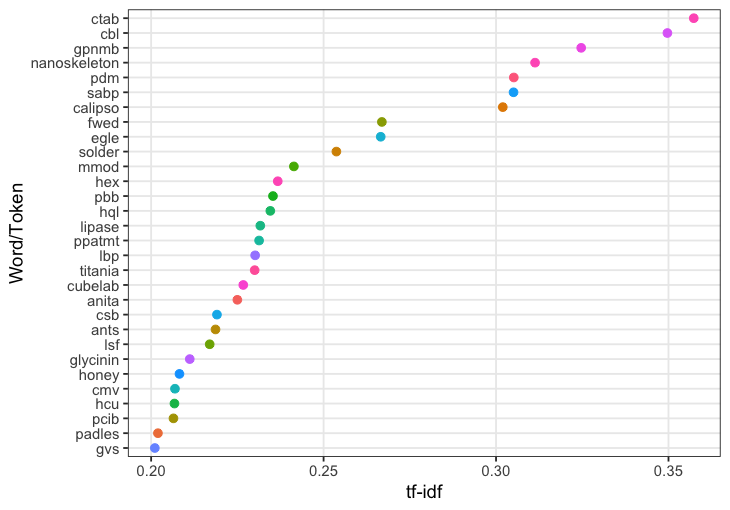 ctab
cbl
gpnmb
nanoskeleton
pdm
sabp
calipso
fwed
egle
solder
mmod
hex
pbb
hql
lipase
ppatmt
lbp
titania
cubelab
anita
csb
ants
lsf
glycinin
honey
cmv
hcu
pcib
padles
gvs
Word/Token
0.20 0.25 0.30 0.35
tf-idf